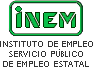 iNEM
INSTITUTO DE EMPLEO
SERVICIO PÚBLICO
DE EMPLEO ESTATAL